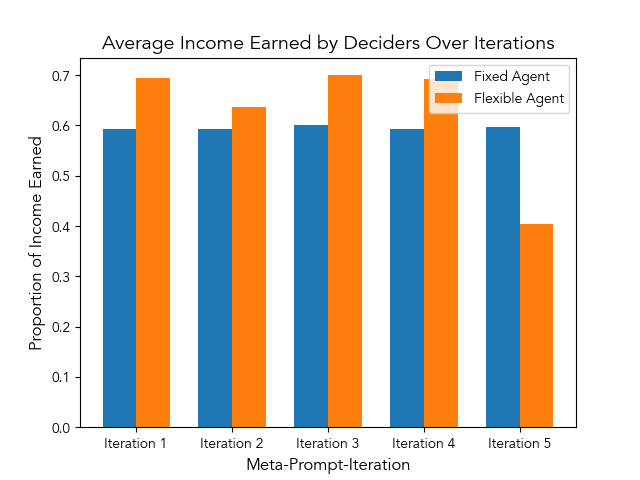 Average Income Earned by Deciders Over Iterations
Fixed Agent
Flexible Agent
Proportion of Income Earned
0.7
0.6
0.5
0.4
0.3
0.2
0.1
0.0
Iteration 1
Iteration 2
Iteration 3
Iteration 4
Iteration 5
Meta-Prompt-Iteration